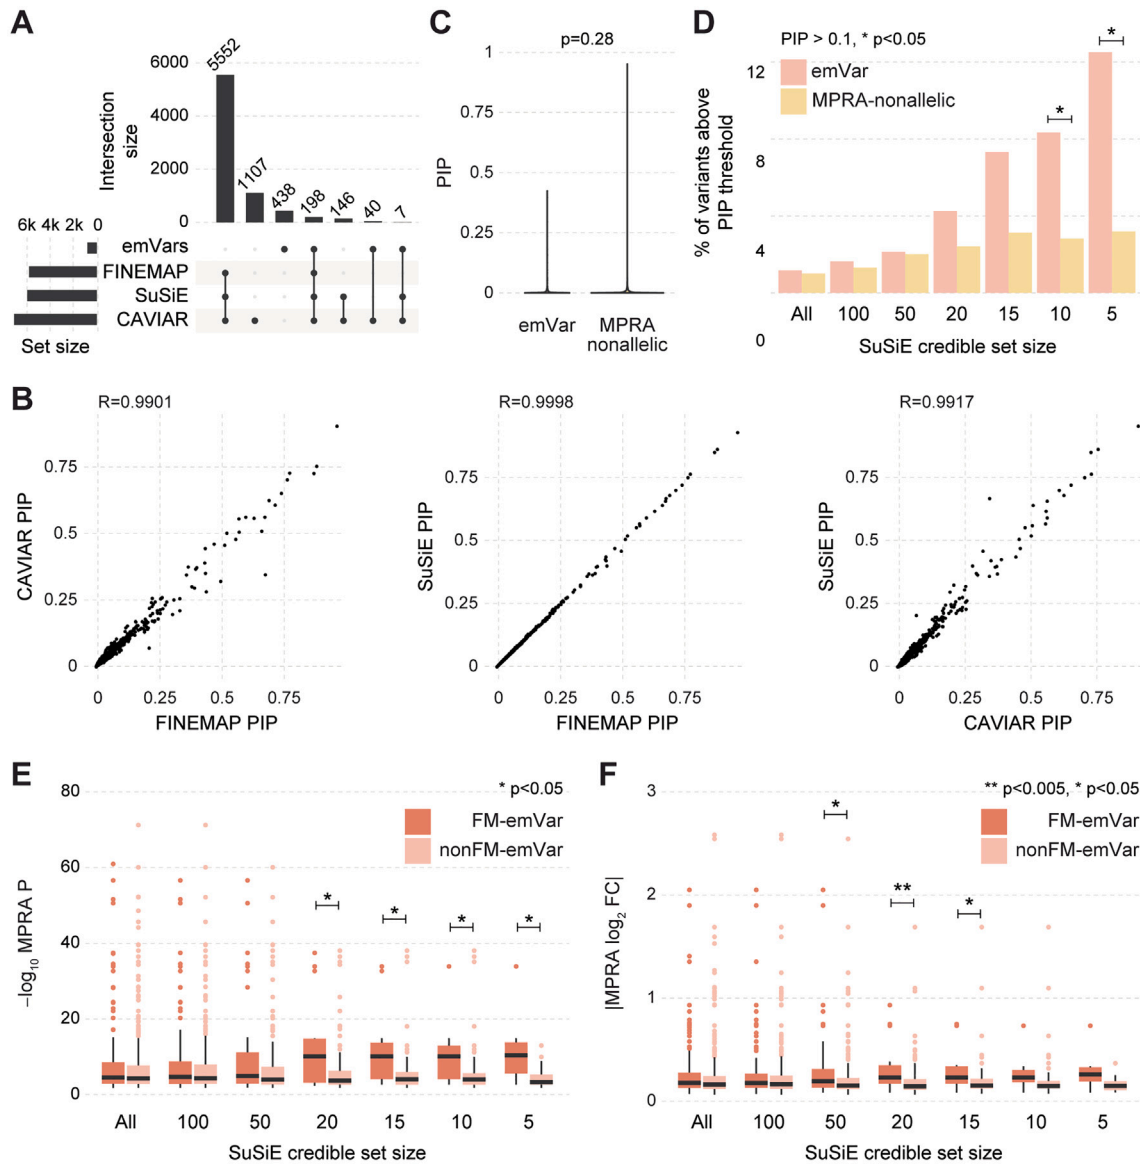 A
Intersection size
6000
4000
2000
0
5552
1107
438
198
146
40
7
6k 4k 2k 0
emVars
FINEMAP
SuSiE
CAVIAR
Set size
C
p=0.28
PIP
1
0.75
0.5
0.25
0
emVar
MPRA
nonallelic
D
PIP > 0.1, * p<0.05
emVar
MPRA-nonallelic
% of variants above
PIP threshold
12
8
4
0
*
*
All 100 50 20 15 10 5
SuSiE credible set size
B
R=0.9901
CAVIAR PIP
0.75
0.5
0.25
0
0 0.25 0.5 0.75
FINEMAP PIP
R=0.9998
SuSiE PIP
0.75
0.5
0.25
0
0 0.25 0.5 0.75
FINEMAP PIP
R=0.9917
SuSiE PIP
0.75
0.5
0.25
0
0 0.25 0.5 0.75
CAVIAR PIP
E
* p<0.05
FM-emVar
nonFM-emVar
−log10 MPRA P
80
60
40
20
0
* * * *
All 100 50 20 15 10 5
SuSiE credible set size
F
** p<0.005, * p<0.05
FM-emVar
nonFM-emVar
|MPRA log2 FC|
3
2
1
0
* ** *
All 100 50 20 15 10 5
SuSiE credible set size